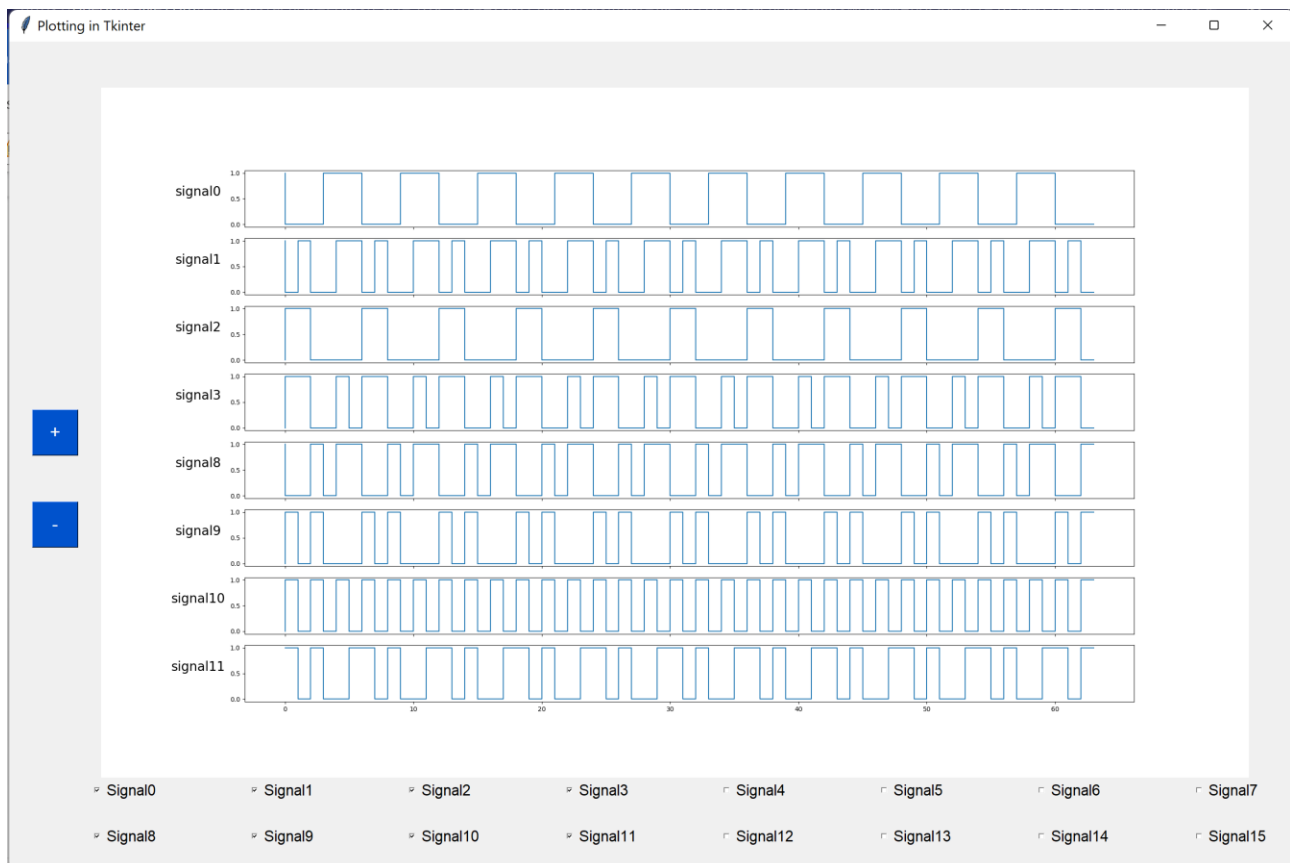 Plotting in Tkinter
signal0
1.0
0.5
0.0
signal1
1.0
0.5
0.0
signal2
1.0
0.5
0.0
signal3
1.0
0.5
0.0
+
signal8
1.0
0.5
0.0
-
signal9
1.0
0.5
0.0
signal10
1.0
0.5
0.0
signal11
1.0
0.5
0.0
0 10 20 30 40 50 60
Signal0 Signal1 Signal2 Signal3 Signal4 Signal5 Signal6 Signal7
Signal8 Signal9 Signal10 Signal11 Signal12 Signal13 Signal14 Signal15